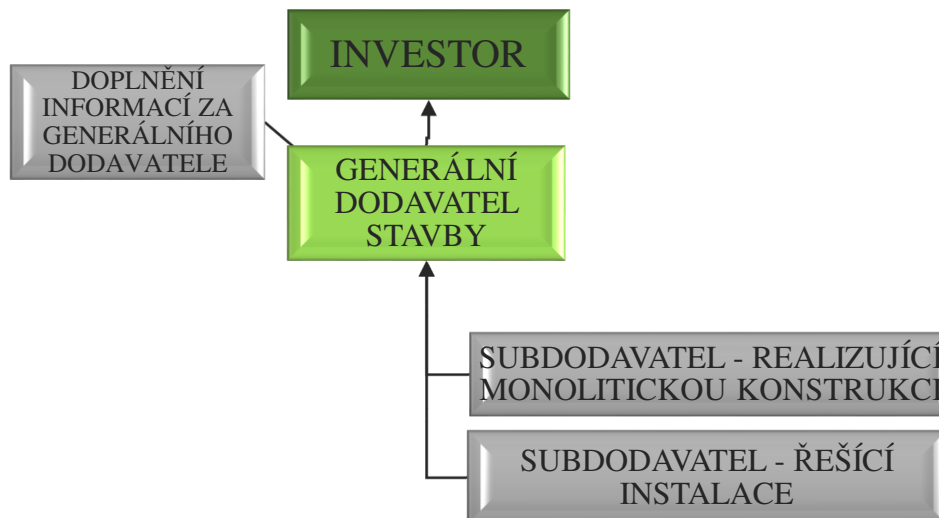 INVESTOR
DOPLNĚNÍ
INFORMACÍ ZA
GENERÁLNÍHO
DODAVATELE
GENERÁLNÍ
DODAVATEL
STAVBY
SUBDODAVATEL - REALIZUJÍCÍ
MONOLITICKOU KONSTRUKCI
SUBDODAVATEL - ŘEŠÍCÍ
INSTALACE